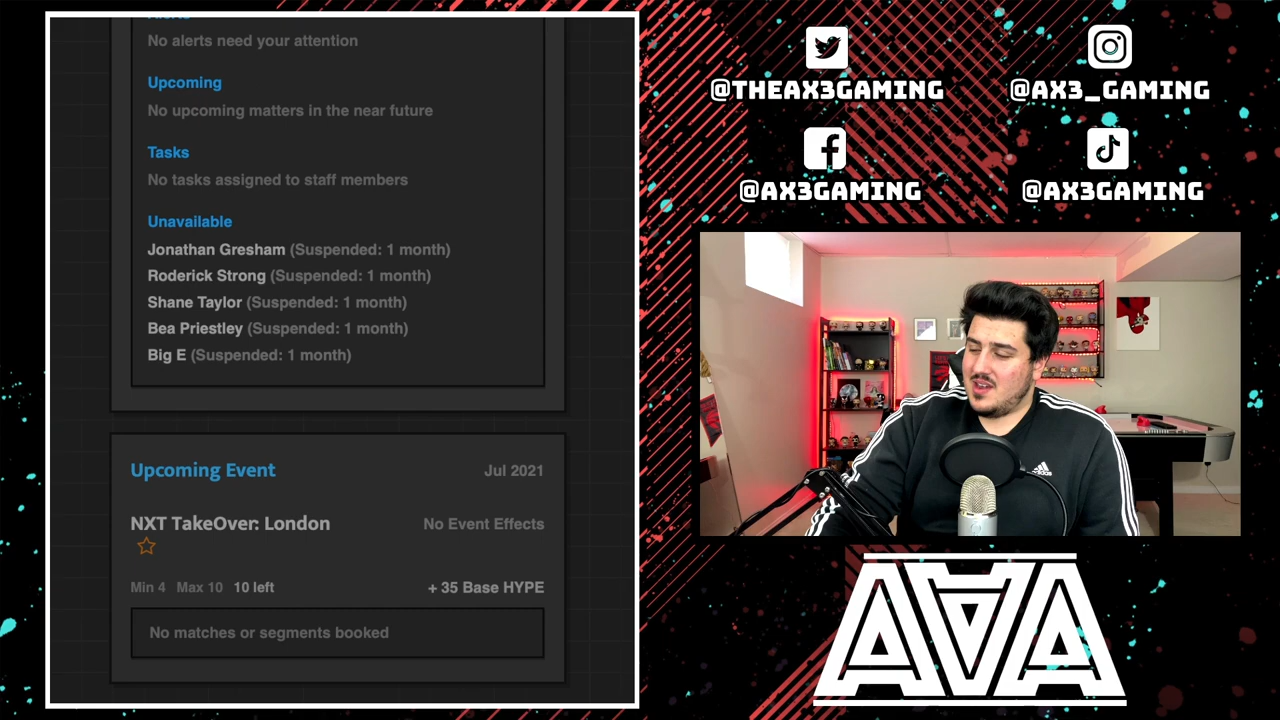 Alerts
No alerts need your attention
Upcoming
No upcoming matters in the near future
Tasks
No tasks assigned to staff members
Unavailable
Jonathan Gresham (Suspended: 1 month)
Roderick Strong (Suspended: 1 month)
Shane Taylor (Suspended: 1 month)
Bea Priestley (Suspended: 1 month)
Big E (Suspended: 1 month)
Upcoming Event Jul 2021
NXT TakeOver: London No Event Effects
Min 4 Max 10 10 left + 35 Base HYPE
No matches or segments booked
@THEAX3GAMING
@AX3_GAMING
@AX3GAMING
@AX3GAMING
adidas